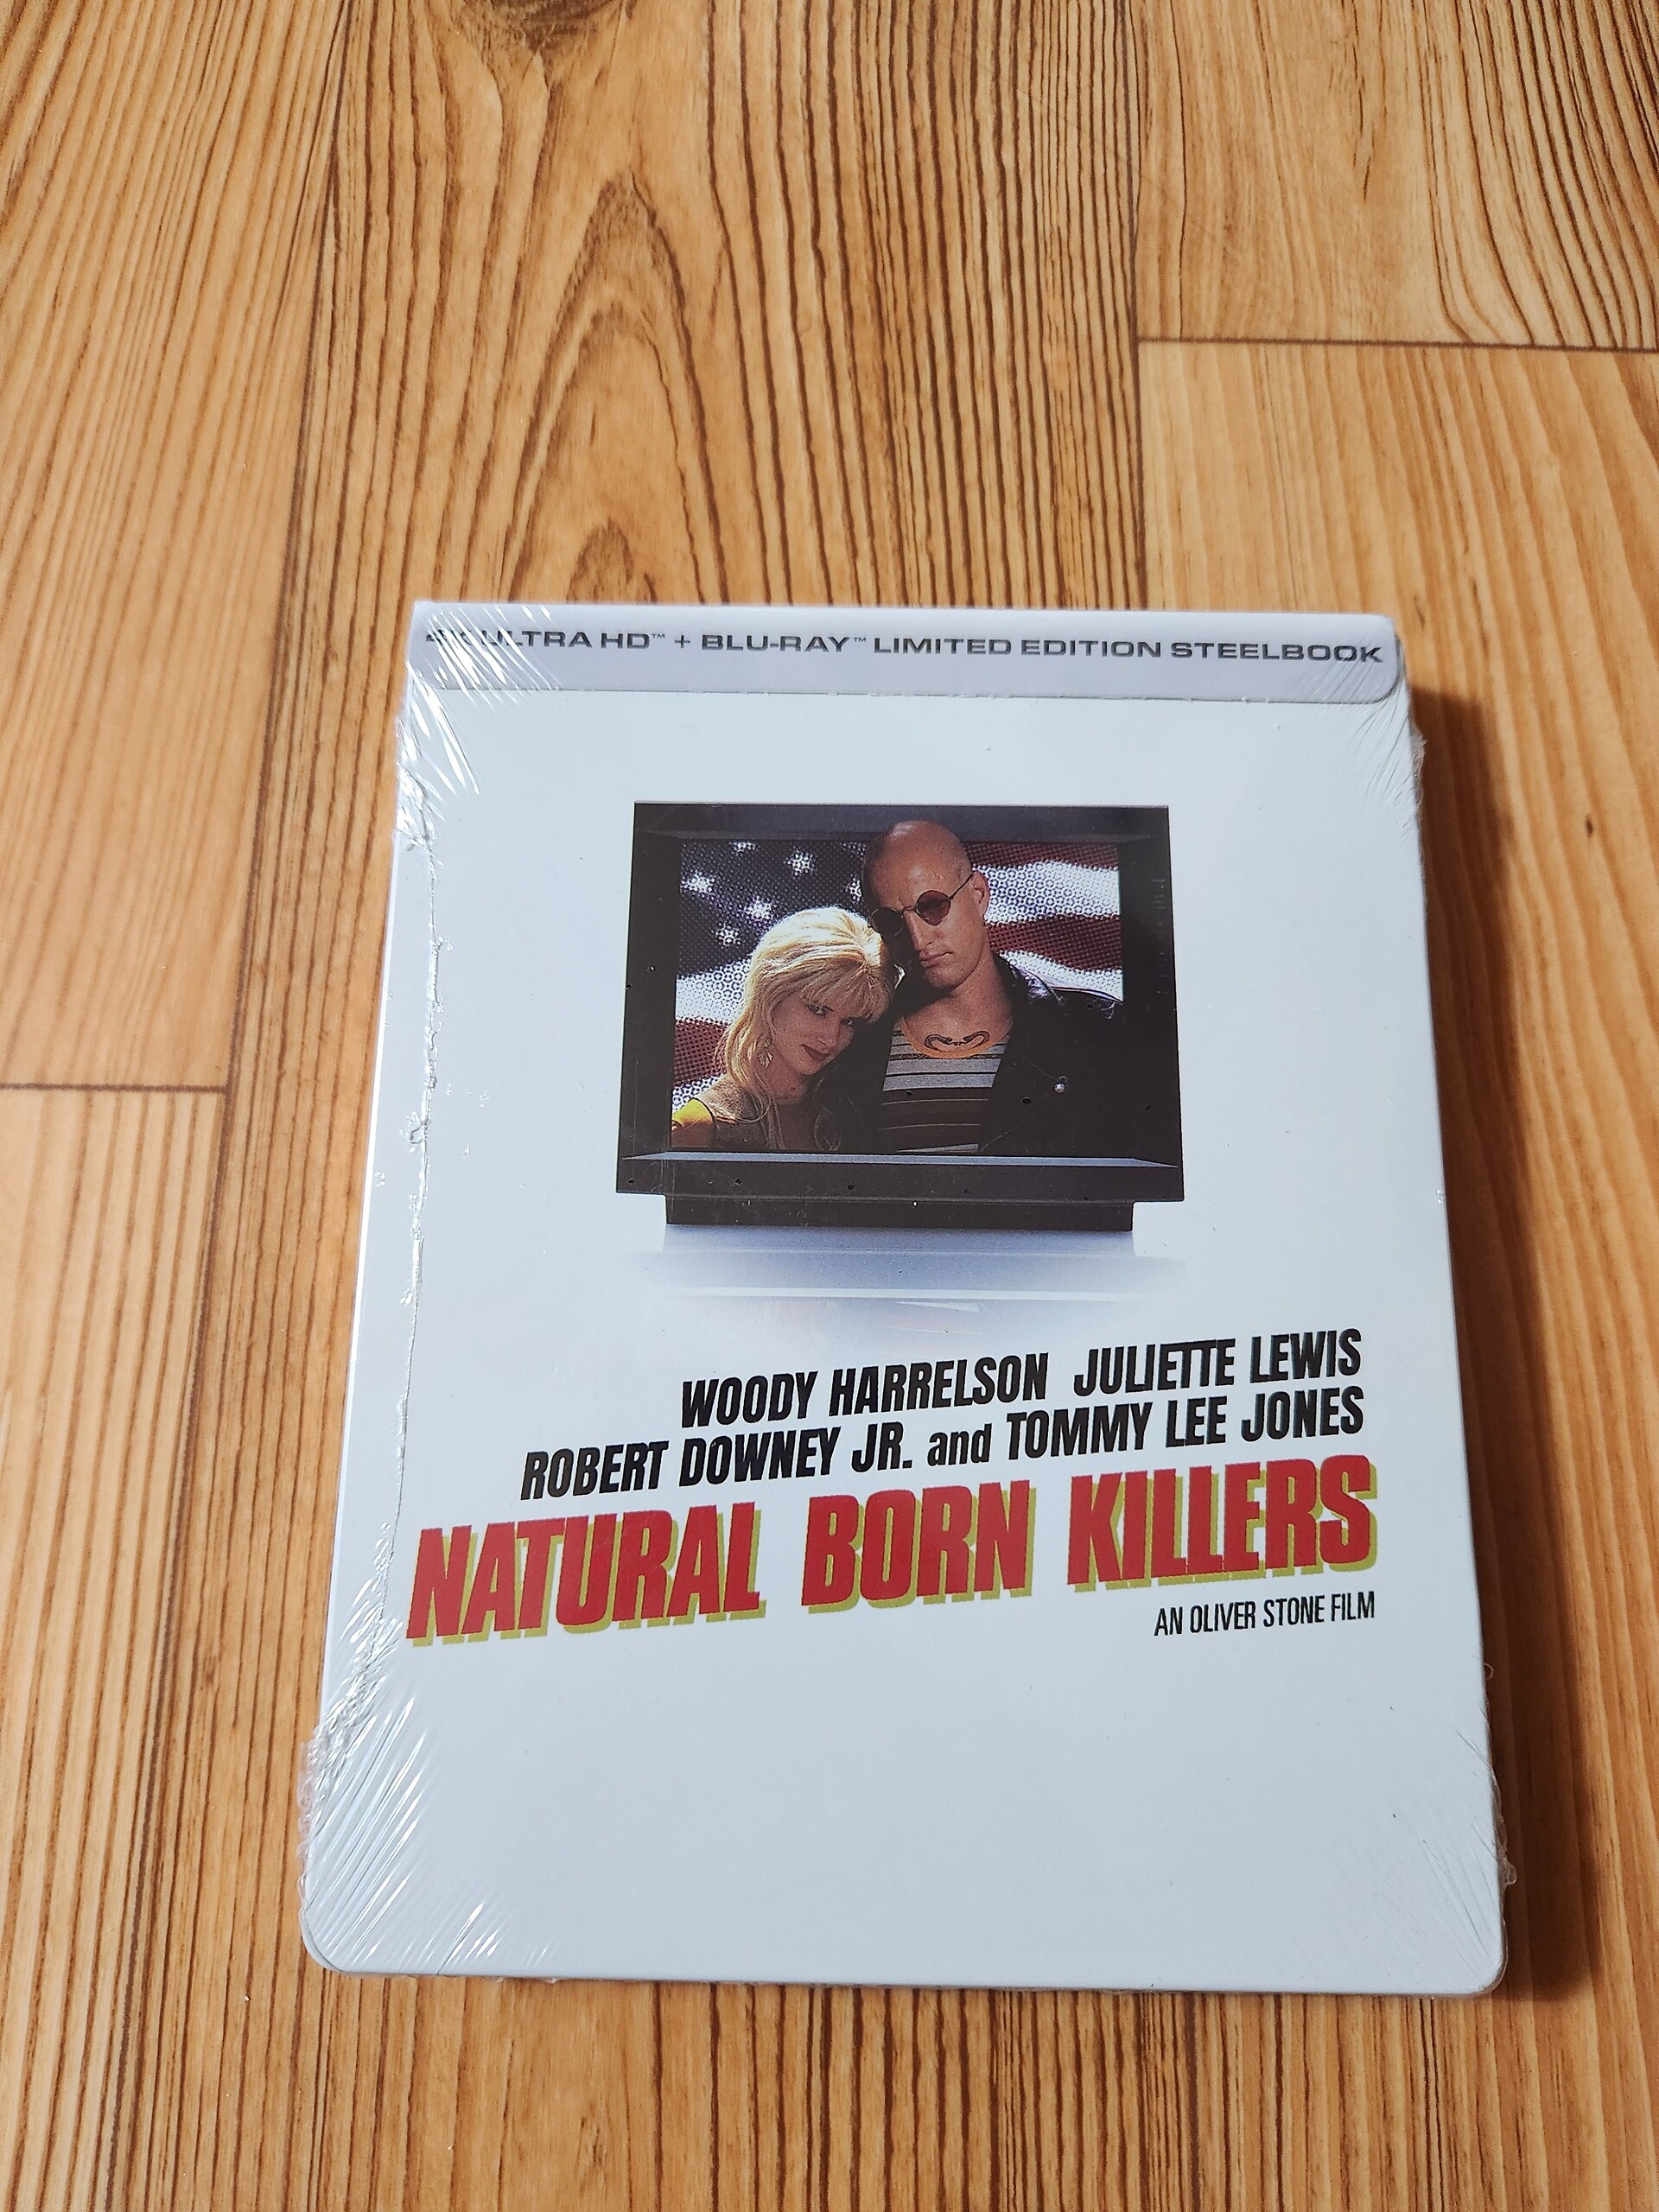 4K ULTRA HD™ + BLU-RAY™ LIMITED EDITION STEELBOOK
WOODY HARRELSON JULIETTE LEWIS
ROBERT DOWNEY JR. and TOMMY LEE JONES
NATURAL BORN KILLERS
AN OLIVER STONE FILM